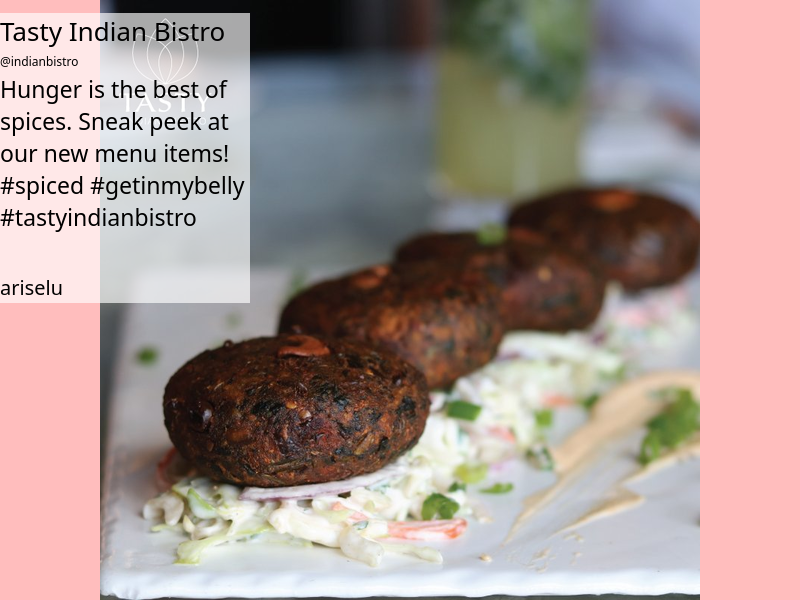 Tasty Indian Bistro
@indianbistro
Hunger is the best of
spices. Sneak peek at
our new menu items!
#spiced #getinmybelly
#tastyindianbistro
TASTY
ariselu